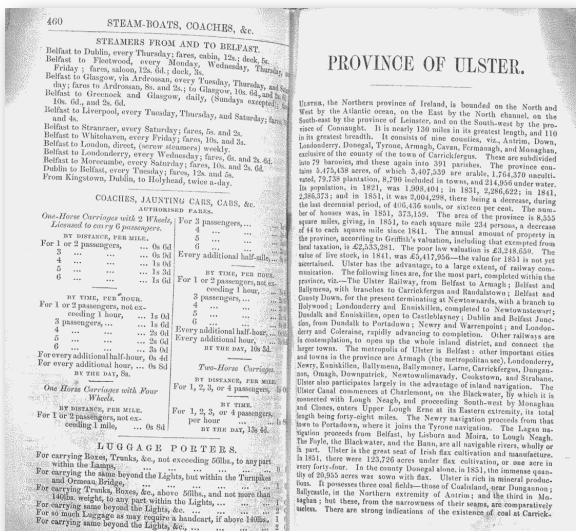 460 STEAM-BOATS, COACHES, &c.
STEAMERS FROM AND TO BELFAST.
Belfast to Dublin, every Thursday; fares, cabin, 12s.; deck, 5s.
Belfast to Fleetwood, every Monday, Wednesday, Thursday,
Friday; fares, saloon, 12s. 6d.; deck, 3s.
Belfast to Glasgow, via Ardrossan, every Tuesday, Thursday, and
day; fares to Ardrossan, 8s. and 2s.; to Glasgow, 10s. 6d. and
Belfast to Greenock and Glasgow, daily, (Sundays excepted);
10s. 6d., and 2s. 6d.
Belfast to Liverpool, every Tuesday, Thursday, and Saturday; fares,
and 4s.
Belfast to Stranraer, every Saturday; fares, 5s. and 2s.
Belfast to Whitehaven, every Friday; fares, 10s. and 3s.
Belfast to London, direct, (screw steamers) weekly.
Belfast to Londonderry, every Wednesday; fares, 6s. and 2s. 6d.
Belfast to Morecambe, every Saturday; fares, 10s. and 2s. 6d.
Dublin to Belfast, every Tuesday; fares, 12s. and 5s.
From Kingstown, Dublin, to Holyhead, twice a-day.
COACHES, JAUNTING CARS, CABS, &c.
AUTHORISED FARES.
One-Horse Carriages with 2 Wheels,
Licensed to carry 6 passengers.
BY DISTANCE, PER MILE.
For 1 or 2 passengers, ... 0s 6d
3 ... ... 0s 9d
4 ... ... 1s 0d
5 ... ... 1s 3d
6 ... ... 1s 6d
BY TIME, PER HOUR.
For 1 or 2 passengers, not ex-
ceeding 1 hour, ... 1s 0d
3 passengers, ... ... 1s 6d
4 ... ... 2s 0d
5 ... ... 2s 6d
6 ... ... 3s 0d
For every additional half-hour, 0s 4d
For every additional hour, ... 0s 8d
BY THE DAY, 8s.
One Horse Carriages with Four
Wheels.
BY DISTANCE, PER MILE.
For 1 or 2 passengers, not ex-
ceeding 1 mile, ... 0s 8d
For 3 passengers,
4
5
6
Every additional half-mile,
BY TIME, PER HOUR.
For 1 or 2 passengers, not
ceeding 1 hour,
3 passengers,
4
5
6
Every additional half-hour,
Every additional hour,
BY THE DAY, 10s
Two-Horse Carriages.
BY DISTANCE, PER MILE.
For 1, 2, 3, or 4 passengers,
BY TIME.
For 1, 2, 3, or 4 passengers,
per hour
BY THE DAY, 13s 4d.
LUGGAGE PORTERS.
For carrying Boxes, Trunks, &c., not exceeding 56lbs., to any part
within the Lamps,
For carrying the same beyond the Lights, but within the Turnpikes
and Ormeau Bridge,
For carrying Trunks, Boxes, &c., above 56lbs., and not more than
140lbs. weight, to any part within the Lights,
For carrying same beyond the Lights, &c.
For so much Luggage as may require a handcart, if above 140lbs.,
For carrying same beyond the Lights, &c.,
PROVINCE OF ULSTER.
ULSTER, the Northern province of Ireland, is bounded on the North and
West by the Atlantic ocean, on the East by the North channel, on the
South-east by the province of Leinster, and on the South-west by the pro-
vince of Connaught. It is nearly 130 miles in its greatest length, and 110
in its greatest breadth. It consists of nine counties, viz., Antrim, Down,
Londonderry, Donegal, Tyrone, Armagh, Cavan, Fermanagh, and Monaghan,
exclusive of the county of the town of Carrickfergus. These are subdivided
into 79 baronies, and these again into 331 parishes. The province con-
tains 5,475,438 acres, of which 3,407,539 are arable, 1,764,370 uncul-
tivated, 79,739 plantation, 8,790 included in towns, and 214,956 under water.
Its population, in 1821, was 1,998,494; in 1831, 2,286,622; in 1841,
2,386,373; and in 1851, it was 2,004,298, there being a decrease, during
the last decennial period, of 406,436 souls, or sixteen per cent. The num-
ber of houses was, in 1851, 373,159. The area of the province is 8,555
square miles, giving, in 1851, to each square mile 234 persons, a decrease
of 44 to each square mile since 1841. The annual amount of property in
the province, according to Griffith's valuation, including that exempted from
local taxation is £2,533,281. The poor law valuation is £3,248,659. The
value of live stock, in 1841, was £5,417,956—the value for 1851 is not yet
ascertained. Ulster has the advantage, to a large extent, of railway com-
munication. The following lines are, for the most part, completed within the
province, viz.—The Ulster Railway, from Belfast to Armagh; Belfast and
Ballymena, with branches to Carrickfergus and Randalstown; Belfast and
County Down, for the present terminating at Newtownards, with a branch to
Holywood; Londonderry and Enniskillen, completed to Newtownstewart;
Dundalk and Enniskillen, open to Castleblayney; Dublin and Belfast Junc-
tion, from Dundalk to Portadown; Newry and Warrenpoint; and London-
derry and Coleraine, rapidly advancing to completion. Other railways are
in contemplation, to open up the whole inland district, and connect the
larger towns. The metropolis of Ulster is Belfast: other important cities
and towns in the province are Armagh (the metropolitan see), Londonderry,
Newry, Enniskillen, Ballymena, Ballymoney, Larne, Carrickfergus, Dungan-
non, Omagh, Downpatrick, Newtownlimavady, Cookstown, and Strabane.
Ulster also participates largely in the advantage of inland navigation. The
Ulster Canal commences at Charlemont, on the Blackwater, by which it is
connected with Lough Neagh, and proceeding South-west by Monaghan
and Clones, enters Upper Lough Erne at its Eastern extremity, its total
length being forty-eight miles. The Newry navigation proceeds from that
town to Portadown, where it joins the Tyrone navigation. The Lagan na-
vigation proceeds from Belfast, by Lisburn and Moira, to Lough Neagh.
The Foyle, the Blackwater, and the Bann, are all navigable rivers, wholly or
in part. Ulster is the great seat of Irish flax cultivation and manufacture.
In 1851, there were 123,726 acres under flax cultivation, or one acre in
every forty-four. In the county Donegal alone, in 1851, the immense quan-
tity of 20,955 acres was sown with flax. Ulster is rich in mineral produc-
tions. It possesses three coal fields—those of Coalisland, near Dungannon;
Ballycastle, in the Northern extremity of Antrim; and the third in Mo-
naghan; but these, from the narrowness of their seams, are comparatively
useless. There are strong indications of the existence of coal at Carrick-